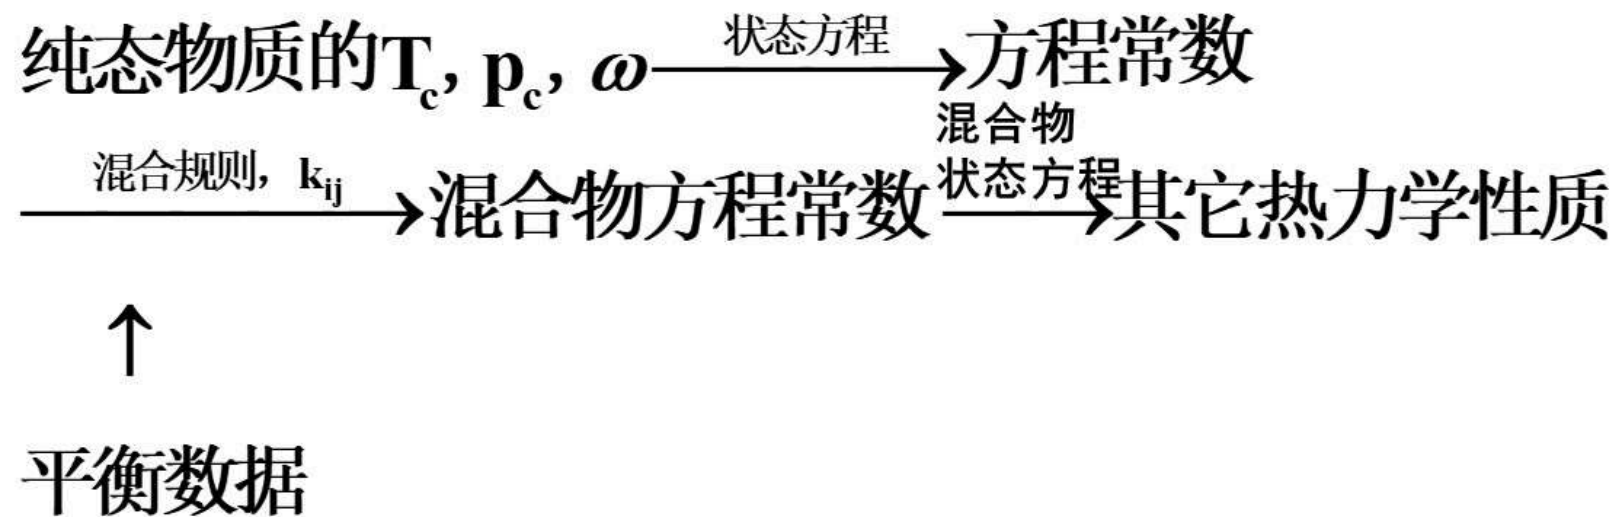 纯态物质的Tc, pc, ω 状态方程→方程常数
混合规则, kij→混合物方程常数 混合物状态方程→其它热力学性质
↑
平衡数据